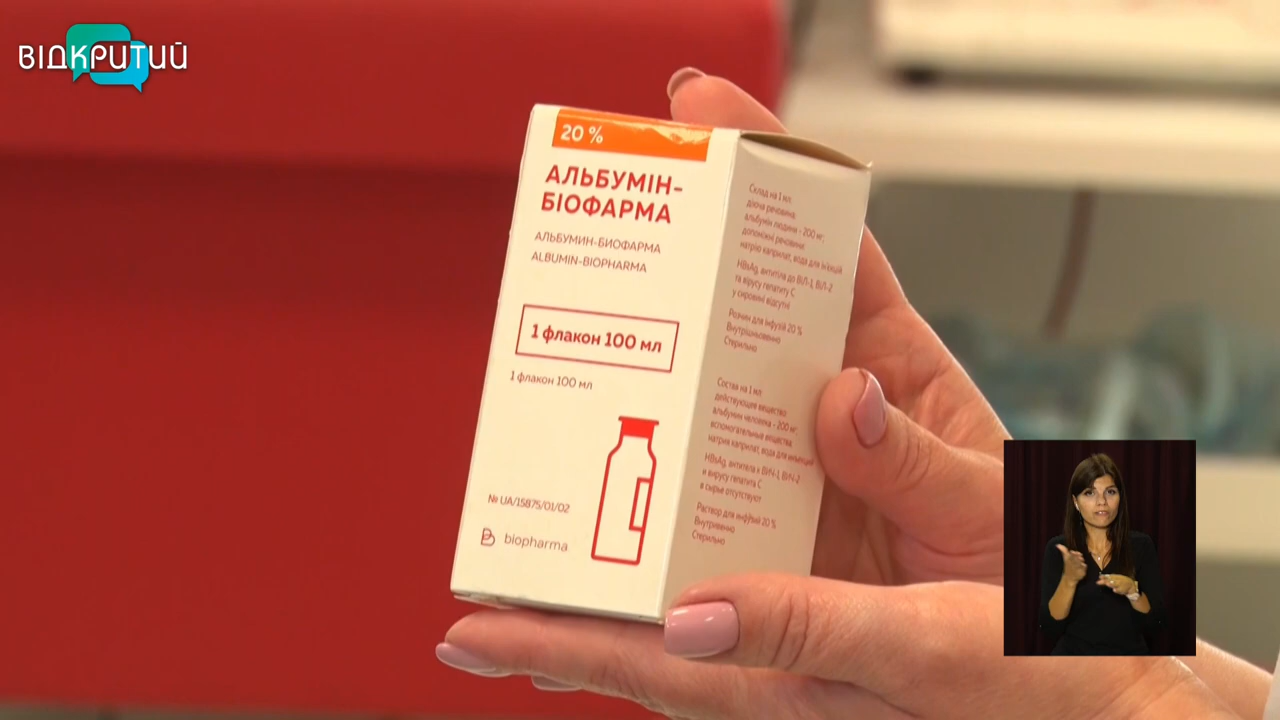 ВІДКРИТИЙ
20 %
АЛЬБУМІН-
БІОФАРМА
АЛЬБУМИН-БИОФАРМА
ALBUMIN-BIOPHARMA
1 флакон 100 мл
1 флакон 100 мл
№ UA/15875/01/02
biopharma
Склад на 1 мл:
діюча речовина:
альбумін людини - 200 мг;
допоміжні речовини:
натрію каприлат, вода для ін'єкцій
HBsAg, антитіла до ВІЛ-1, ВІЛ-2
та вірусу гепатиту С
у сировині відсутні
Розчин для інфузій 20 %
Внутрішньовенно
Стерильно
Состав на 1 мл:
действующее вещество:
альбумин человека - 200 мг;
вспомогательные вещества:
натрия каприлат, вода для инъекций
HBsAg, антитела к ВИЧ-1, ВИЧ-2
и вирусу гепатита С
в сырье отсутствуют
Раствор для инфузий 20 %
Внутривенно
Стерильно